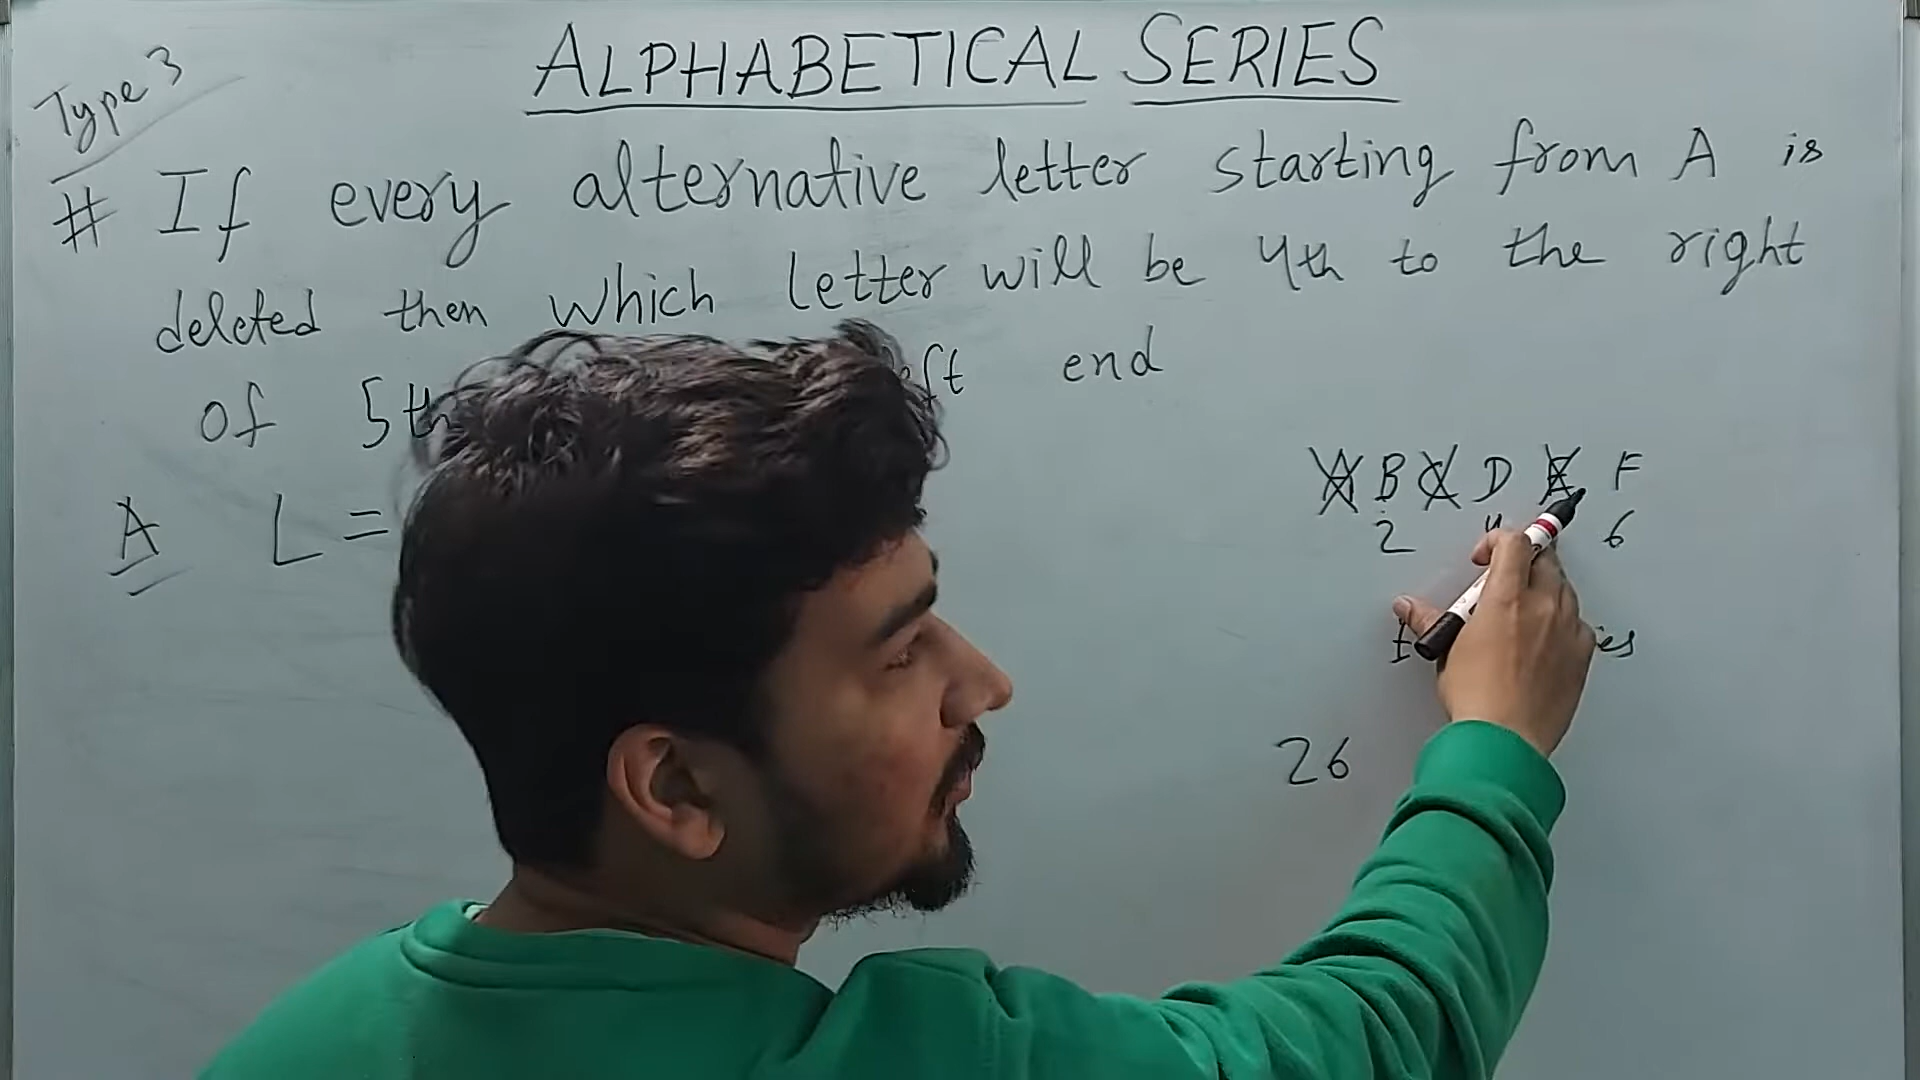 Type 3
ALPHABETICAL SERIES
# If every alternative letter starting from A is
deleted then which letter will be 4th to the right
of 5th end
A L =
A B C D E F
2 4 6
26